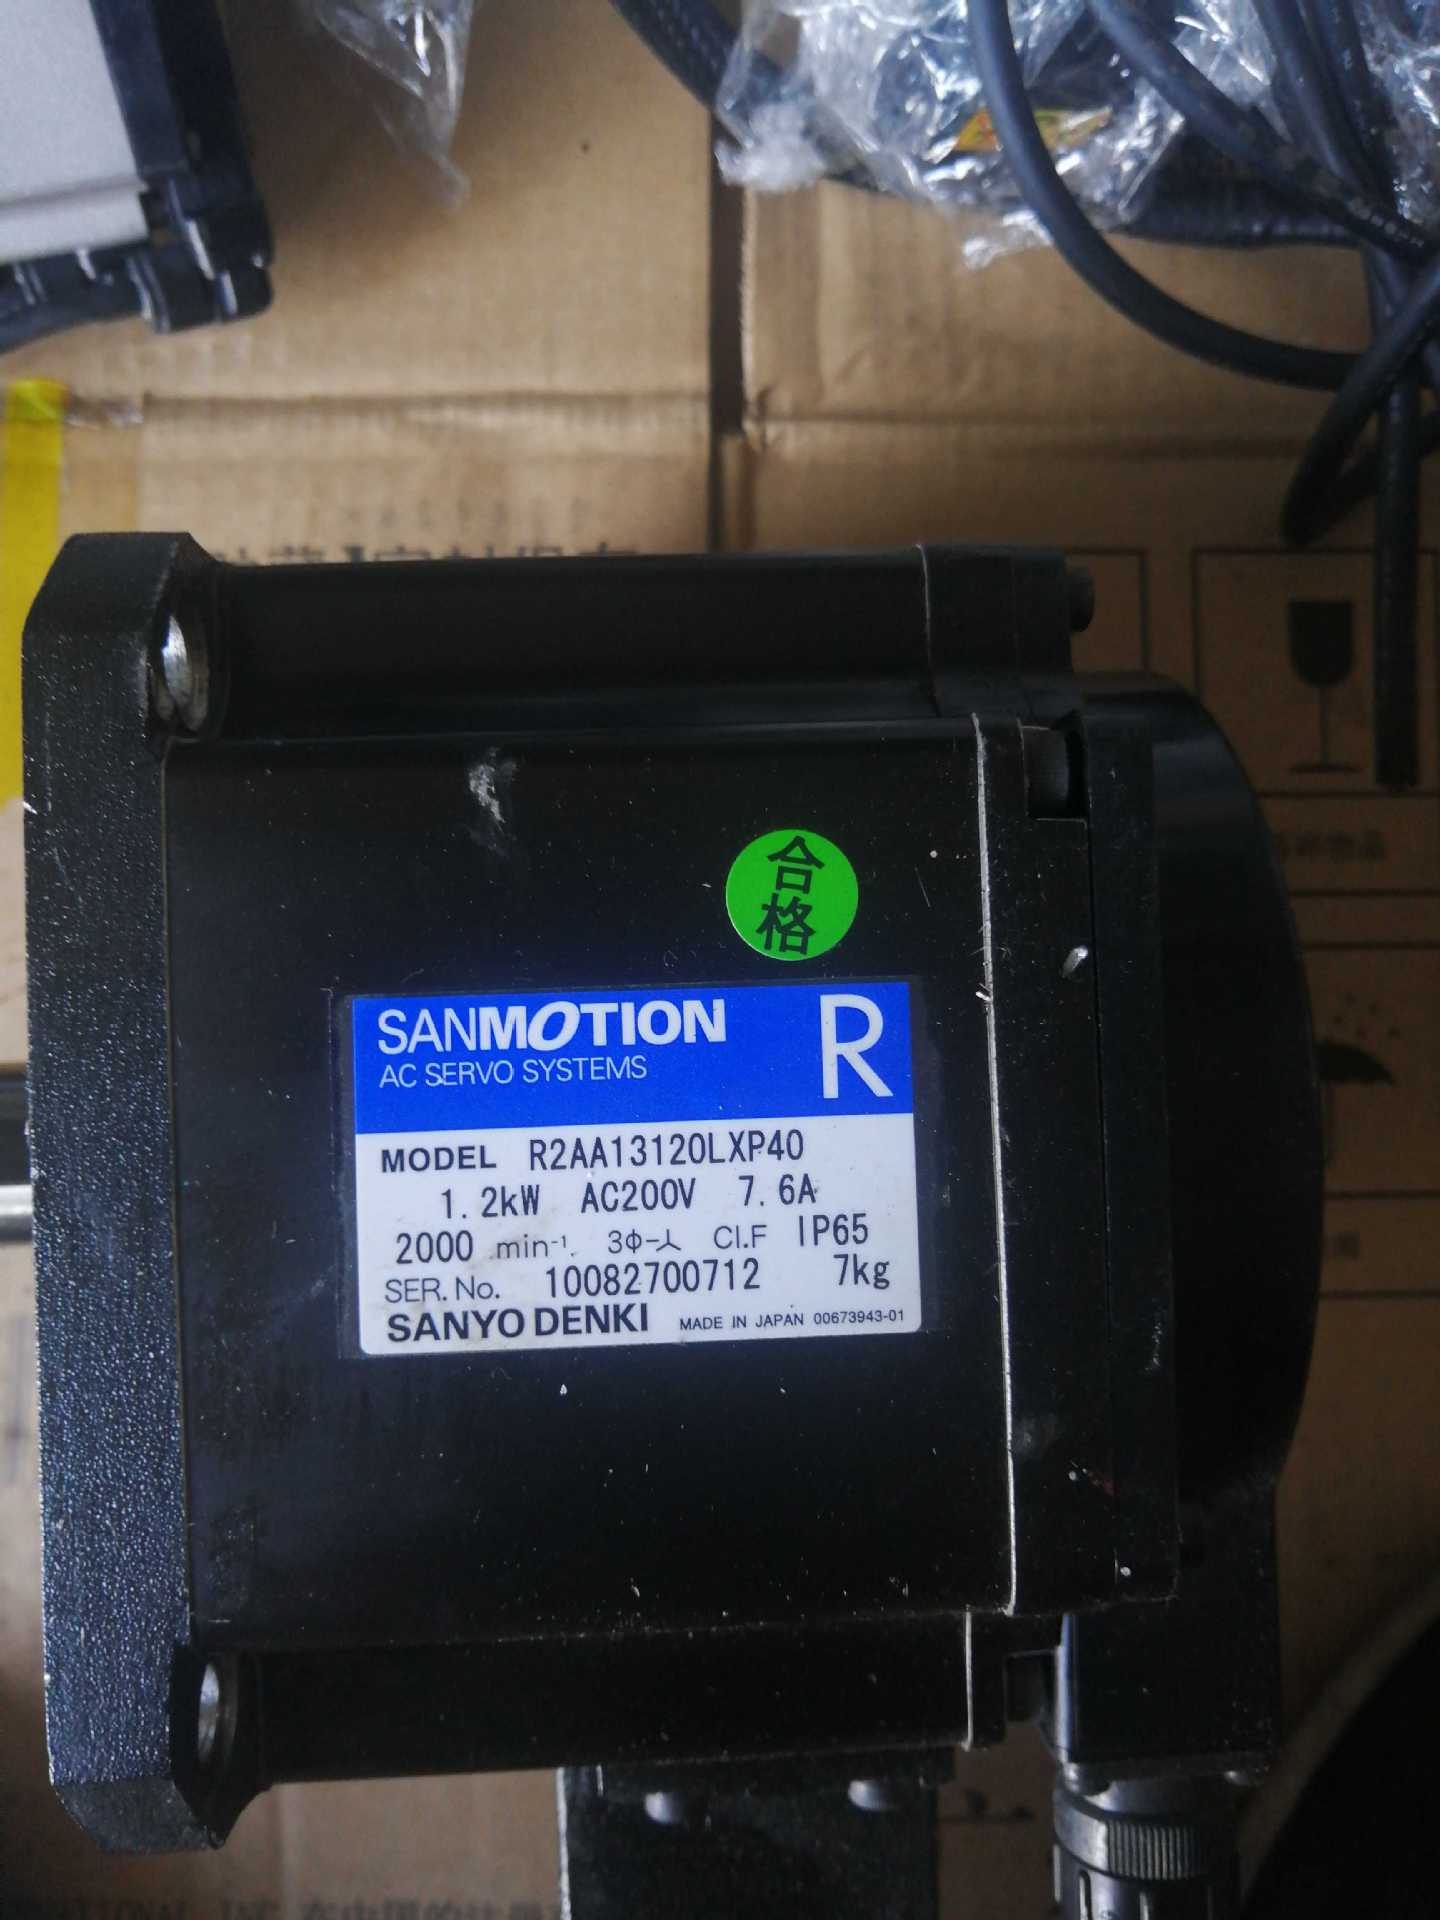 合格
SANMOTION R
AC SERVO SYSTEMS
MODEL R2AA13120LXP40
1.2kW AC200V 7.6A
2000 min⁻¹. 3Φ-人 CI.F IP65
SER.No. 10082700712 7kg
SANYO DENKI MADE IN JAPAN 00673943-01